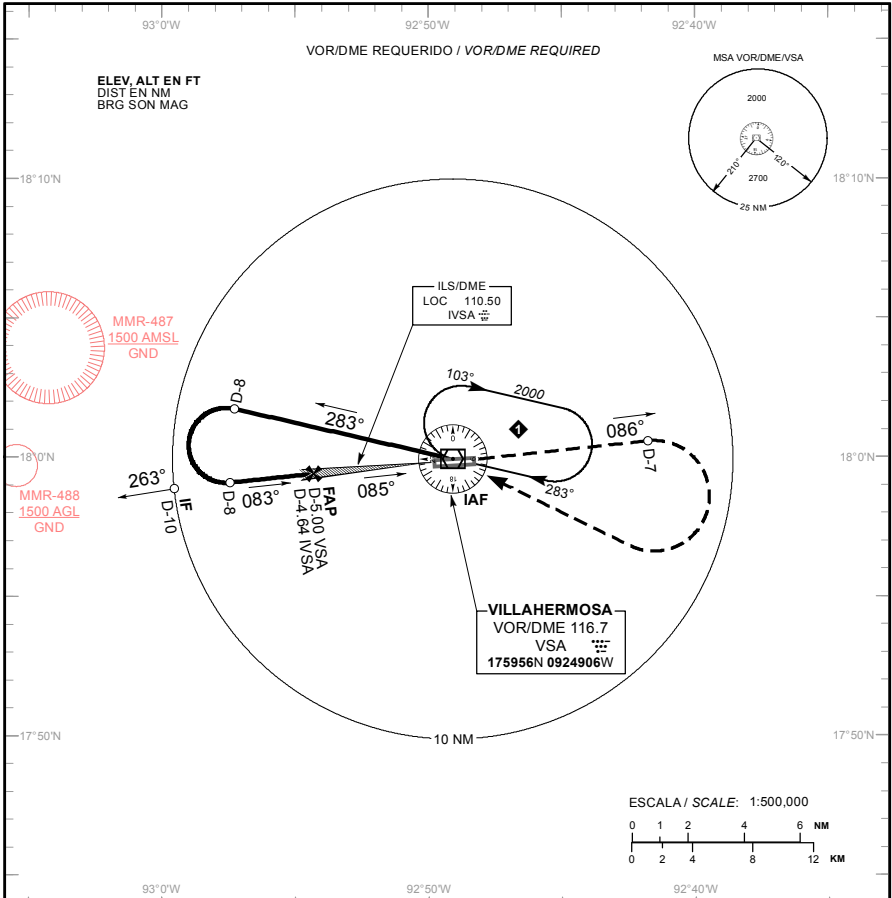 93°0'W
92°50'W
92°40'W
VOR/DME REQUERIDO / VOR/DME REQUIRED
MSA VOR/DME/VSA
ELEV, ALT EN FT
DIST EN NM
BRG SON MAG
2000
210°
120°
2700
25 NM
18°10'N
18°10'N
ILS/DME
LOC 110.50
IVSA
MMR-487
1500 AMSL
GND
103°
2000
D-8
283°
1
086°
18°0'N
18°0'N
0
18
D-7
MMR-488
1500 AGL
GND
263°
IF
D-10
D-8
083°
FAP
D-5.00 VSA
D-4.64 IVSA
085°
IAF
283°
VILLAHERMOSA
VOR/DME 116.7
VSA
175956N 0924906W
17°50'N
17°50'N
10 NM
ESCALA / SCALE: 1:500,000
0 1 2 4 6 NM
0 2 4 8 12 KM
93°0'W
92°50'W
92°40'W